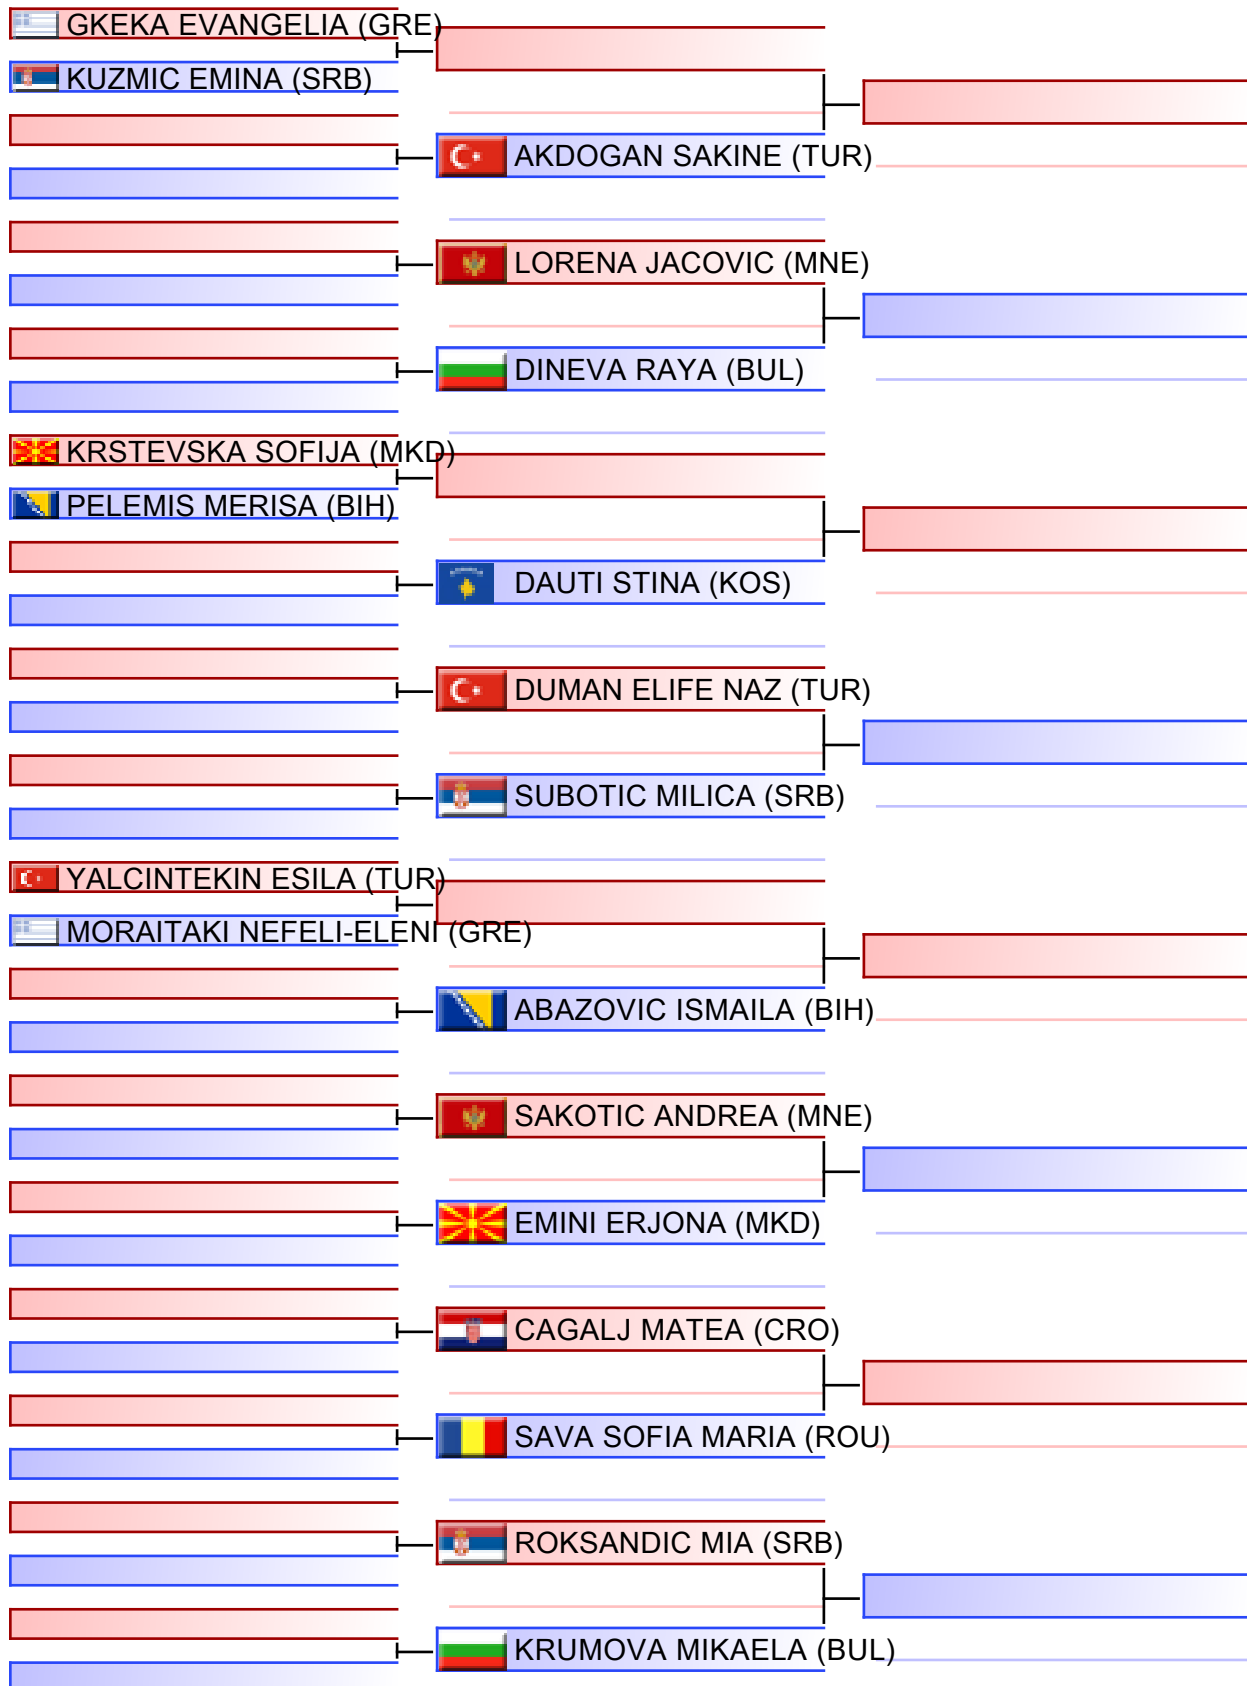 GKEKA EVANGELIA (GRE)
KUZMIC EMINA (SRB)
AKDOGAN SAKINE (TUR)
LORENA JACOVIC (MNE)
DINEVA RAYA (BUL)
KRSTEVSKA SOFIJA (MKD)
PELEMIS MERISA (BIH)
DAUTI STINA (KOS)
DUMAN ELIFE NAZ (TUR)
SUBOTIC MILICA (SRB)
YALCINTEKIN ESILA (TUR)
MORAITAKI NEFELI-ELENI (GRE)
ABAZOVIC ISMAILA (BIH)
SAKOTIC ANDREA (MNE)
EMINI ERJONA (MKD)
CAGALJ MATEA (CRO)
SAVA SOFIA MARIA (ROU)
ROKSANDIC MIA (SRB)
KRUMOVA MIKAELA (BUL)